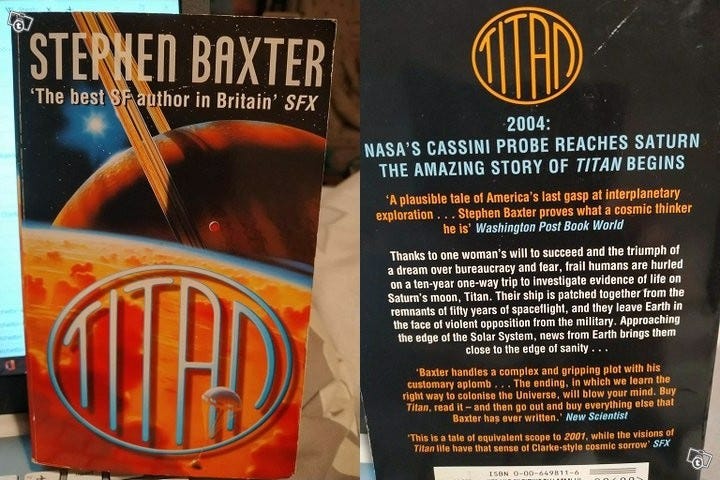 STEPHEN BAXTER
'The best SF author in Britain' SFX
TITAN
TITAN
2004:
NASA'S CASSINI PROBE REACHES SATURN
THE AMAZING STORY OF TITAN BEGINS
'A plausible tale of America's last gasp at interplanetary
exploration . . . Stephen Baxter proves what a cosmic thinker
he is' Washington Post Book World
Thanks to one woman's will to succeed and the triumph of
a dream over bureaucracy and fear, frail humans are hurled
on a ten-year one-way trip to investigate evidence of life on
Saturn's moon, Titan. Their ship is patched together from the
remnants of fifty years of spaceflight, and they leave Earth in
the face of violent opposition from the military. Approaching
the edge of the Solar System, news from Earth brings them
close to the edge of sanity . . .
'Baxter handles a complex and gripping plot with his
customary aplomb . . . The ending, in which we learn the
right way to colonise the Universe, will blow your mind. Buy
Titan, read it – and then go out and buy everything else that
Baxter has ever written.' New Scientist
'This is a tale of equivalent scope to 2001, while the visions of
Titan life have that sense of Clarke-style cosmic sorrow' SFX
ISBN 0-00-649811-6